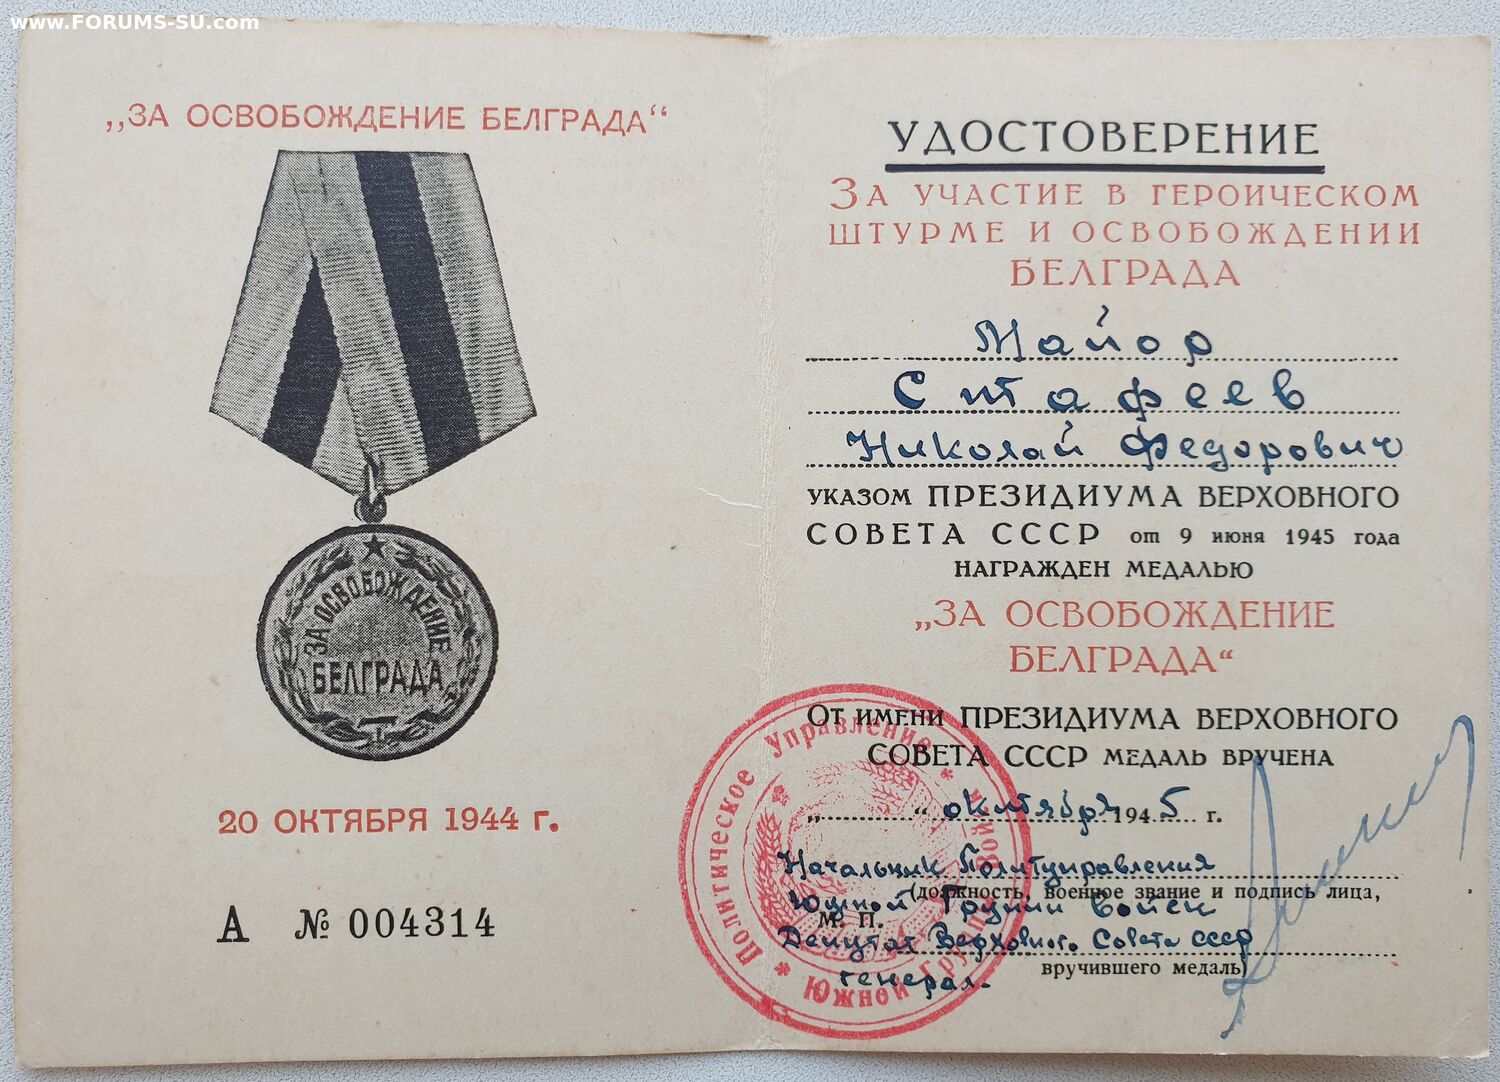 www.FORUMS-SU.com
„ЗА ОСВОБОЖДЕНИЕ БЕЛГРАДА“
ЗА ОСВОБОЖДЕНИЕ
БЕЛГРАДА
20 ОКТЯБРЯ 1944 г.
А № 004314
УДОСТОВЕРЕНИЕ
ЗА УЧАСТИЕ В ГЕРОИЧЕСКОМ
ШТУРМЕ И ОСВОБОЖДЕНИИ
БЕЛГРАДА
Майор
Стафеев
Николай Федорович
УКАЗОМ ПРЕЗИДИУМА ВЕРХОВНОГО
СОВЕТА СССР от 9 июня 1945 года
НАГРАЖДЕН МЕДАЛЬЮ
„ЗА ОСВОБОЖДЕНИЕ
БЕЛГРАДА“
ОТ ИМЕНИ ПРЕЗИДИУМА ВЕРХОВНОГО
СОВЕТА СССР МЕДАЛЬ ВРУЧЕНА
„ “ октября 1945 г.
Начальник Политуправления
(должность, военное звание и подпись лица,
Южной Группы Войск
М. П.
Депутат Верховного Совета СССР
вручившего медаль)
генерал-
Политическое Управление * Южной Группы Войск *